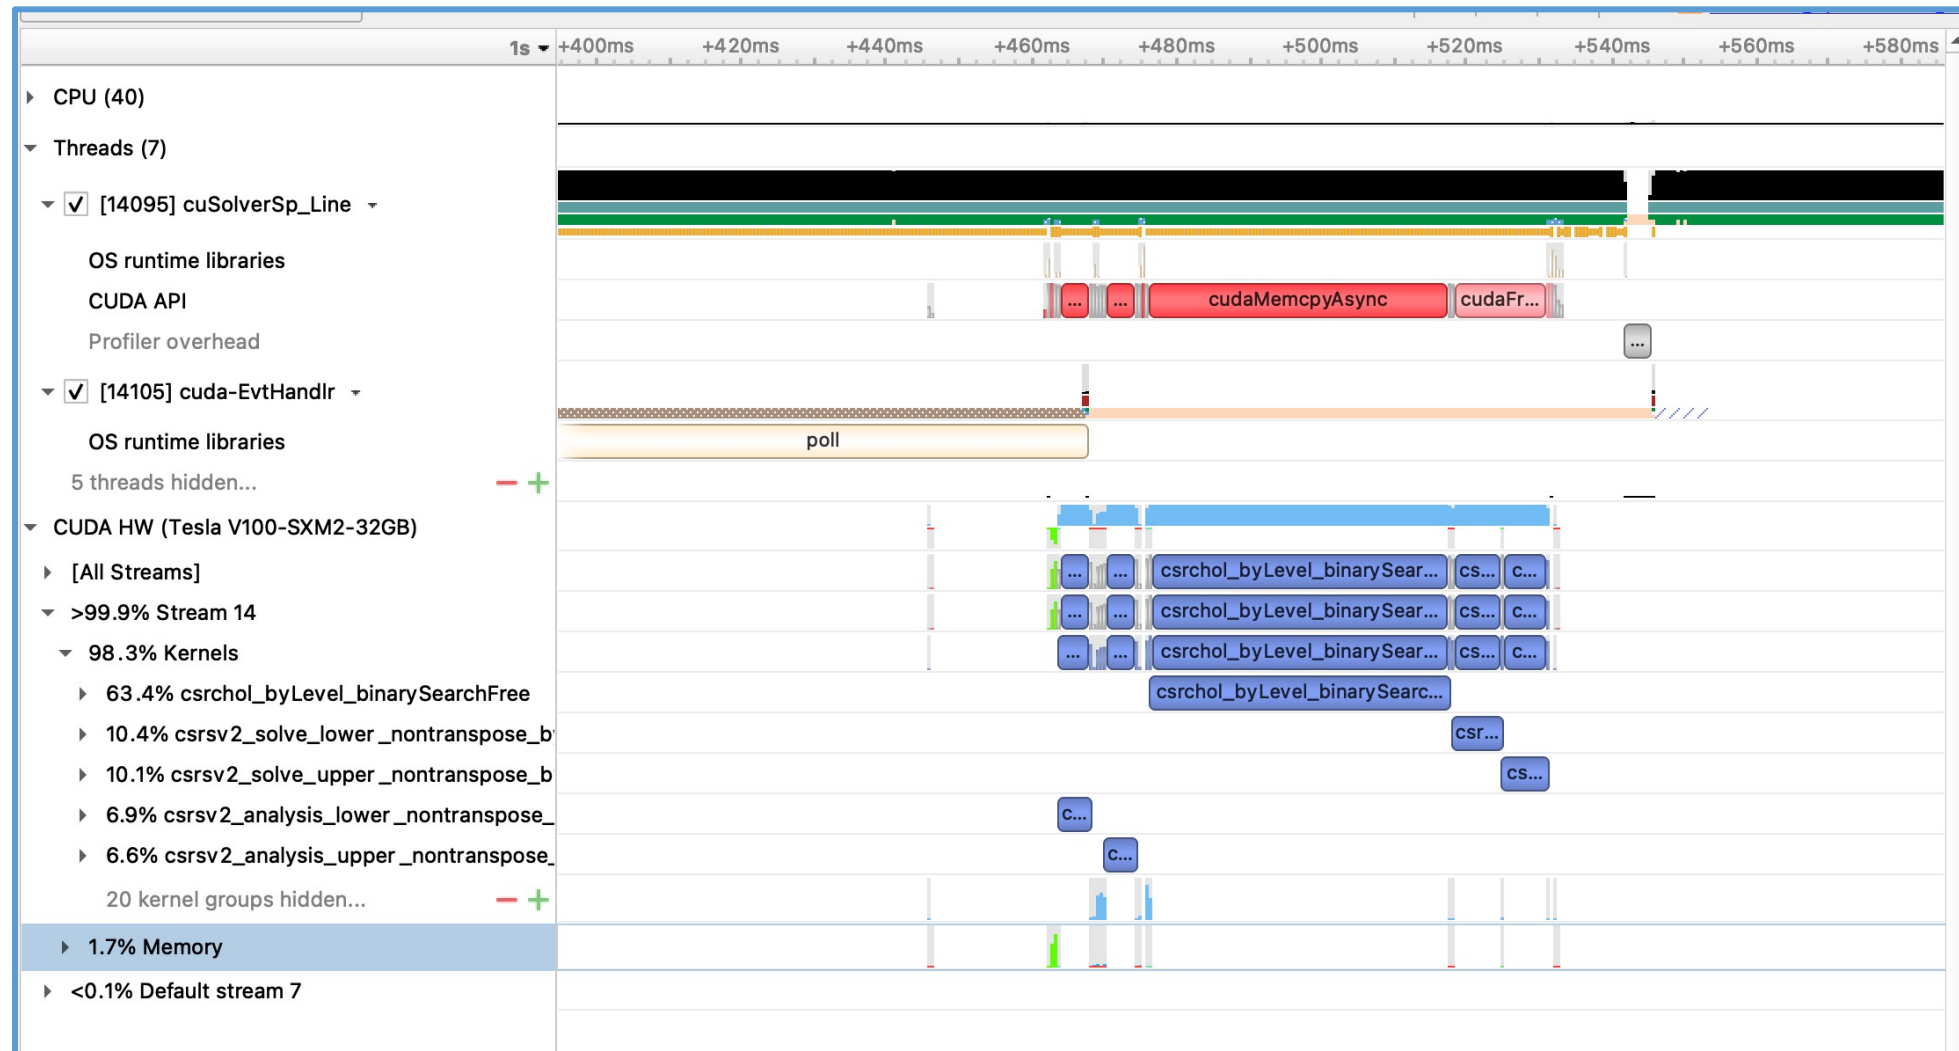 1s +400ms +420ms +440ms +460ms +480ms +500ms +520ms +540ms +560ms +580ms
CPU (40)
Threads (7)
[14095] cuSolverSp_Line
OS runtime libraries
CUDA API ... ... cudaMemcpyAsync cudaFr...
Profiler overhead ...
[14105] cuda-EvtHandlr
OS runtime libraries poll
5 threads hidden...
CUDA HW (Tesla V100-SXM2-32GB)
[All Streams] ... ... csrchol_byLevel_binarySear... cs... c...
>99.9% Stream 14 ... ... csrchol_byLevel_binarySear... cs... c...
98.3% Kernels ... ... csrchol_byLevel_binarySear... cs... c...
63.4% csrchol_byLevel_binarySearchFree csrchol_byLevel_binarySearc...
10.4% csrsv2_solve_lower_nontranspose_b csr...
10.1% csrsv2_solve_upper_nontranspose_b cs...
6.9% csrsv2_analysis_lower_nontranspose_ c...
6.6% csrsv2_analysis_upper_nontranspose_ c...
20 kernel groups hidden...
1.7% Memory
<0.1% Default stream 7